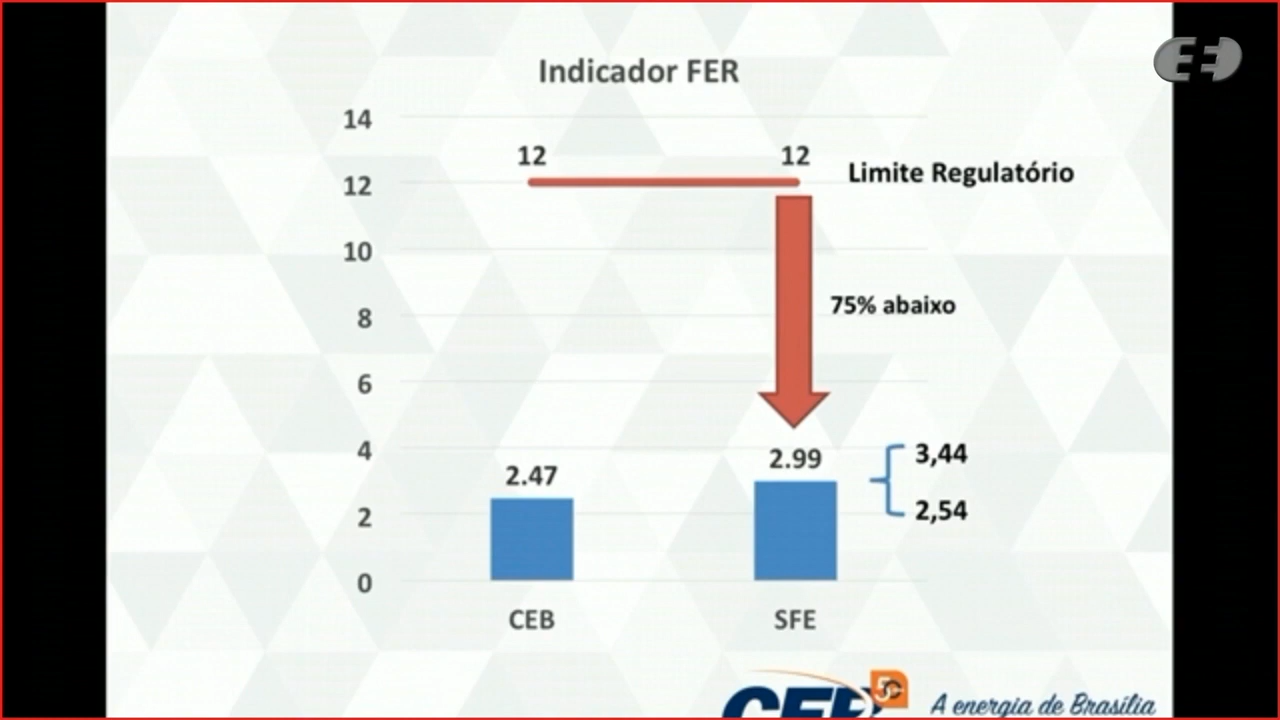 Indicador FER
14
12
10
8
6
4
2
0
12
12
Limite Regulatório
75% abaixo
2.47
2.99
3,44
2,54
CEB
SFE
CEB
A energia de Brasília